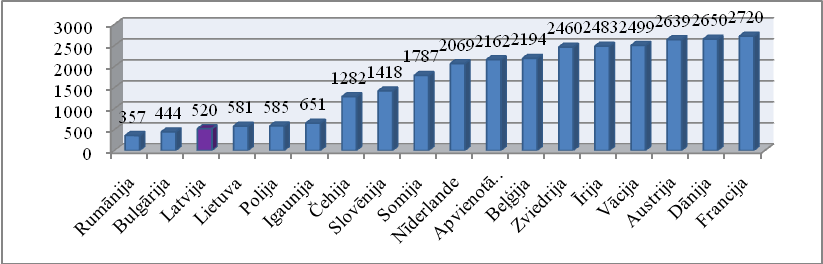 3000
2500
2000
1500
1000
500
0
357 444 520 581 585 651 1282 1418 1787 2069 2162 2194 2460 2483 2499 2639 2650 2720
Rumānija
Bulgārija
Latvija
Lietuva
Polija
Igaunija
Čehija
Slovēnija
Somija
Nīderlande
Apvienotā..
Beļģija
Zviedrija
Īrija
Vācija
Austrija
Dānija
Francija